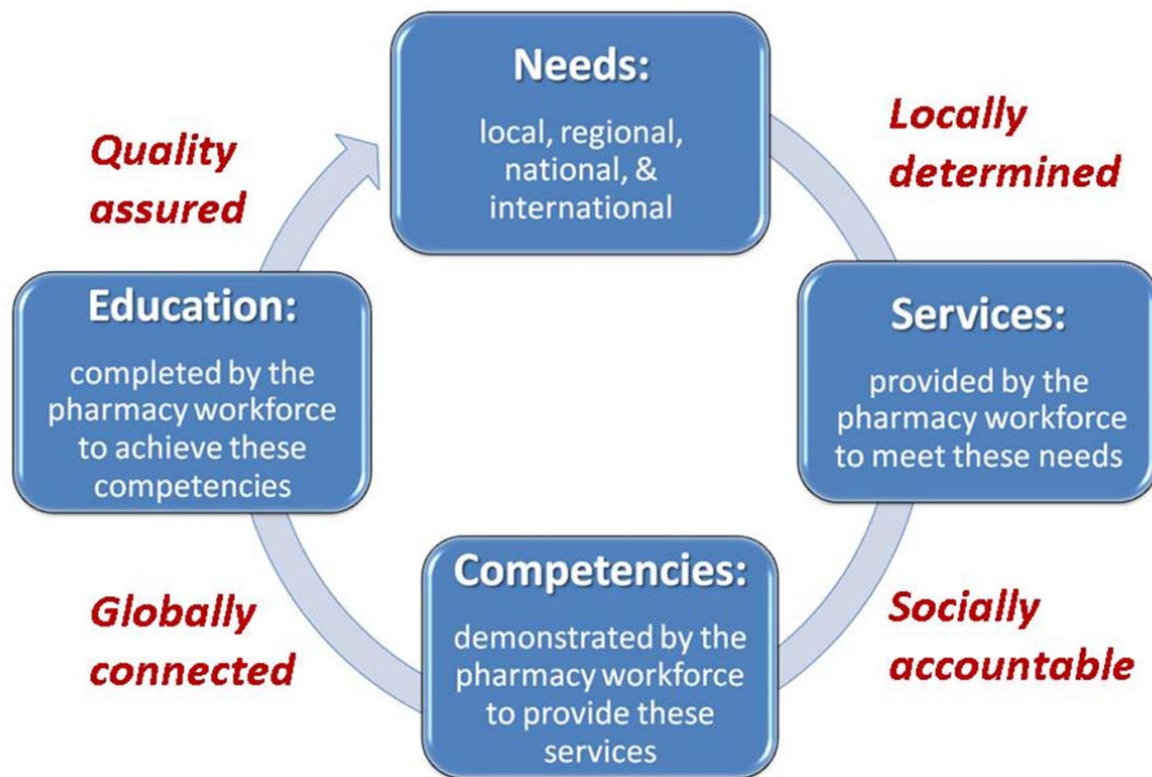 Needs:
local, regional,
national, &
international
Locally
determined
Services:
provided by the
pharmacy workforce
to meet these needs
Socially
accountable
Competencies:
demonstrated by the
pharmacy workforce
to provide these
services
Globally
connected
Education:
completed by the
pharmacy workforce
to achieve these
competencies
Quality
assured